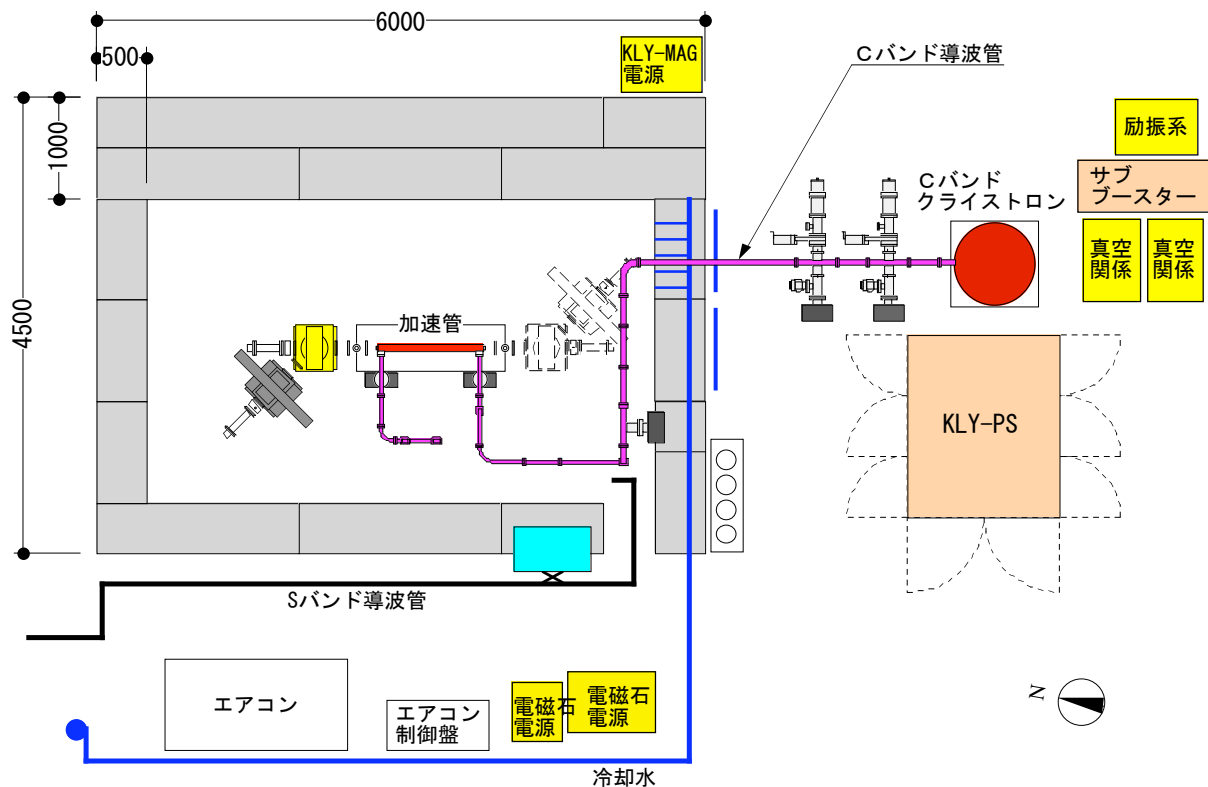 6000
500
KLY-MAG
電源
Cバンド導波管
1000
励振系
サブ
ブースター
Cバンド
クライストロン
真空
関係
真空
関係
4500
加速管
KLY-PS
Sバンド導波管
エアコン
エアコン
制御盤
電磁石
電源
電磁石
電源
N
冷却水